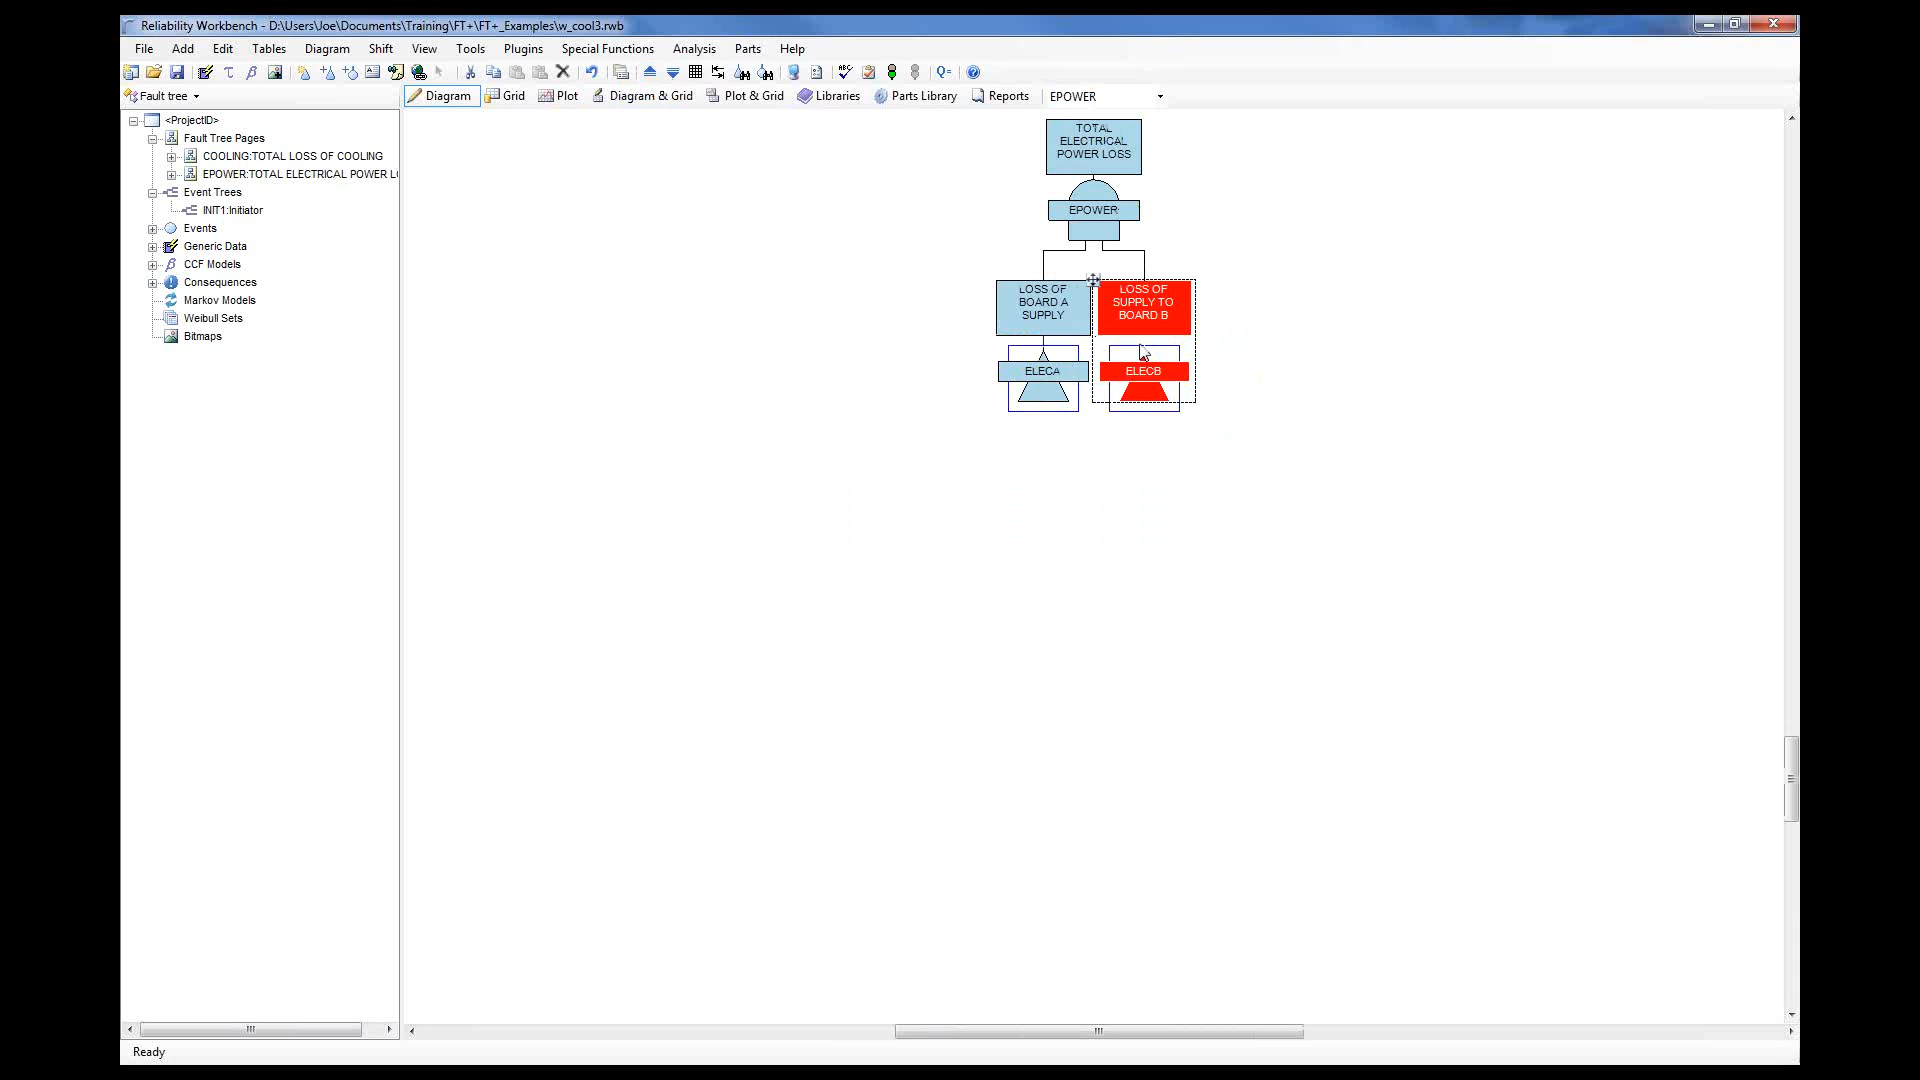 Reliability Workbench - D:\Users\Joe\Documents\Training\FT+\FT+_Examples\w_cool3.rwb
File Add Edit Tables Diagram Shift View Tools Plugins Special Functions Analysis Parts Help
Fault tree
Diagram Grid Plot Diagram & Grid Plot & Grid Libraries Parts Library Reports EPOWER
<ProjectID>
Fault Tree Pages
COOLING:TOTAL LOSS OF COOLING
EPOWER:TOTAL ELECTRICAL POWER L
Event Trees
INIT1:Initiator
Events
Generic Data
CCF Models
Consequences
Markov Models
Weibull Sets
Bitmaps
TOTAL
ELECTRICAL
POWER LOSS
EPOWER
LOSS OF
BOARD A
SUPPLY
ELECA
LOSS OF
SUPPLY TO
BOARD B
ELECB
Ready